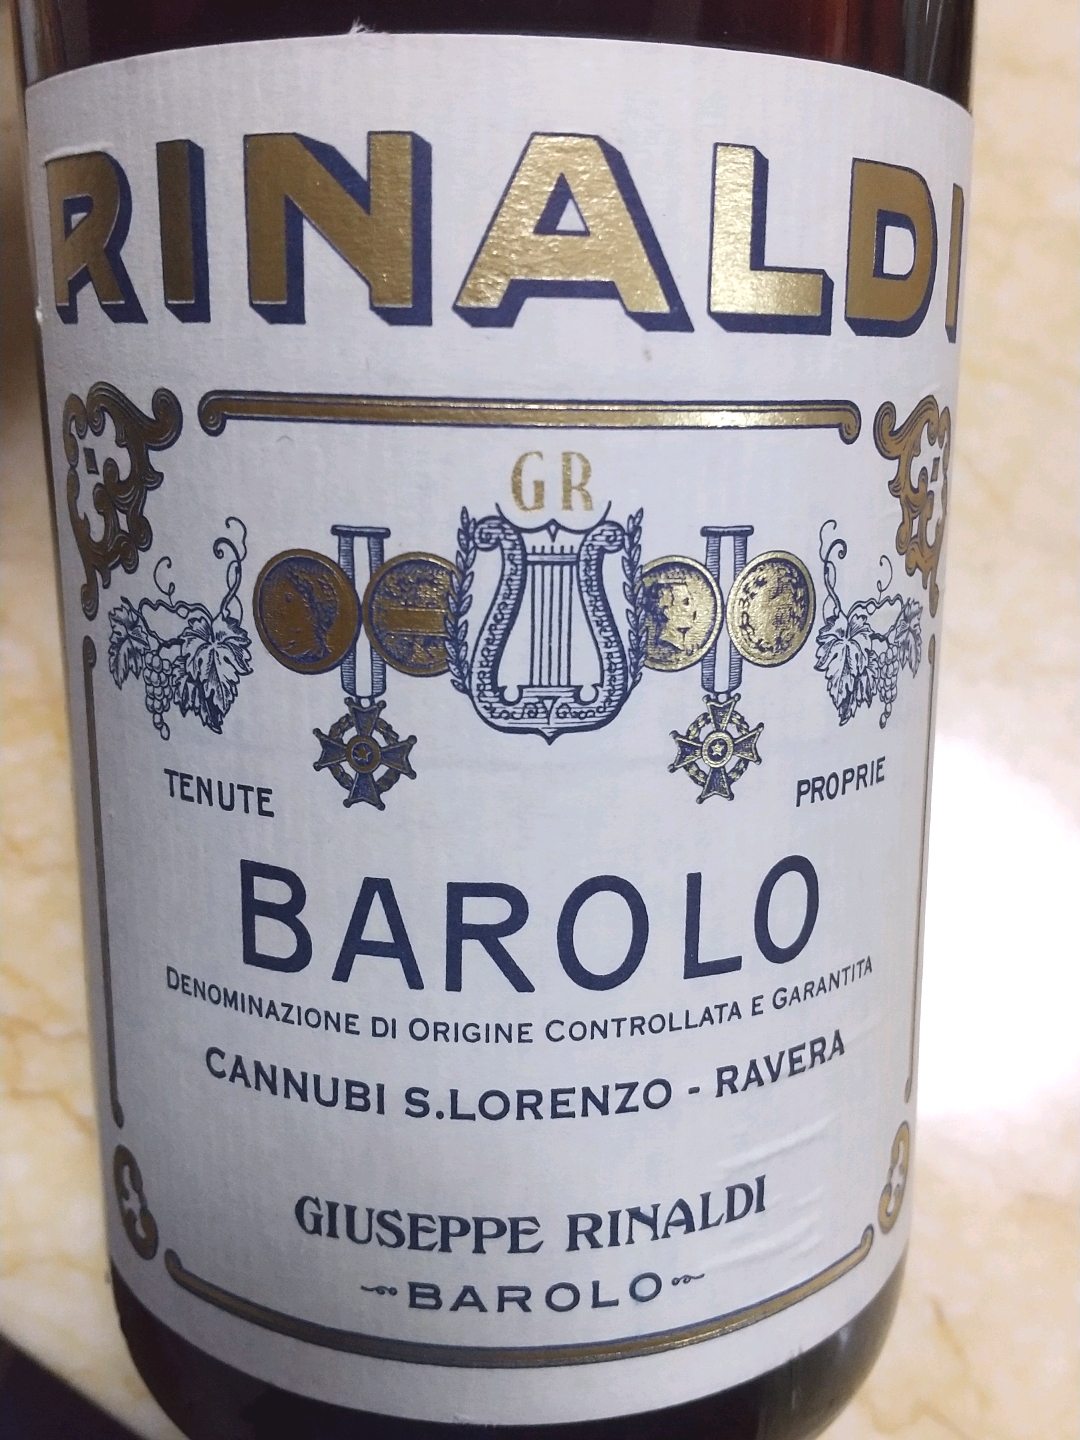 RINALDI
GR
TENUTE
PROPRIE
BAROLO
DENOMINAZIONE DI ORIGINE CONTROLLATA E GARANTITA
CANNUBI S.LORENZO - RAVERA
GIUSEPPE RINALDI
BAROLO